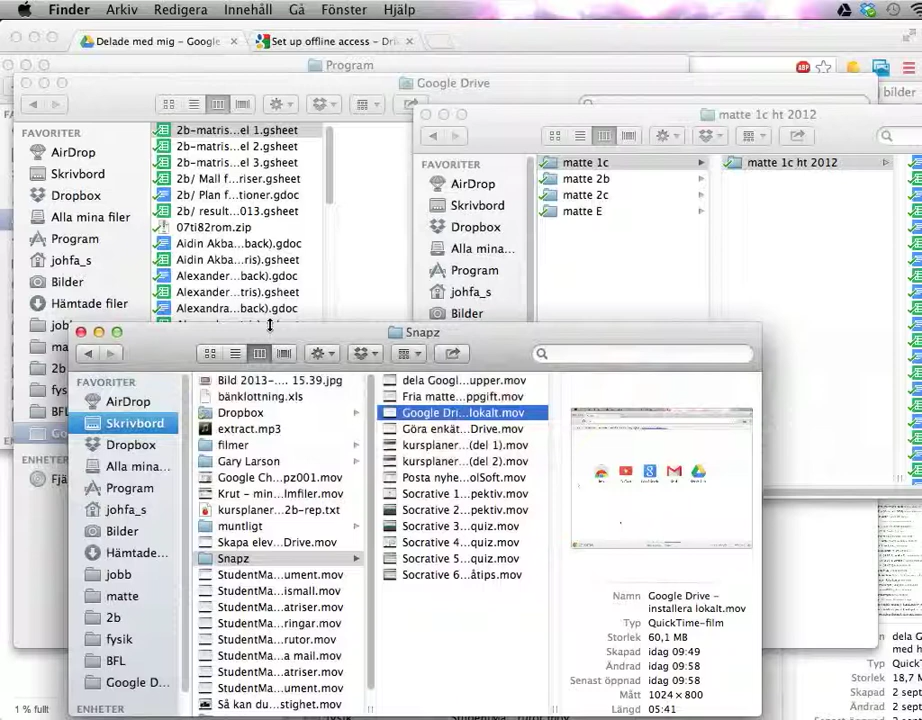 Finder Arkiv Redigera Innehåll Gå Fönster Hjälp
Delade med mig – Google
Set up offline access – Dri
Program
bilder
Google Drive
FAVORITER
AirDrop
Skrivbord
Dropbox
Alla mina filer
Program
johfa_s
Bilder
Hämtade filer
2b-matris...el 1.gsheet
2b-matris...el 2.gsheet
2b-matris...el 3.gsheet
2b/ Mall f...riser.gsheet
2b/ Plan f...tioner.gdoc
2b/ result...013.gsheet
07ti82rom.zip
Aidin Akba...back).gdoc
Aidin Akba...ris).gsheet
Alexander...back).gdoc
Alexander...tris).gsheet
Alexandra...back).gdoc
matte 1c ht 2012
FAVORITER
AirDrop
Skrivbord
Dropbox
Alla mina...
Program
johfa_s
Bilder
matte 1c
matte 2b
matte 2c
matte E
matte 1c ht 2012
Snapz
FAVORITER
AirDrop
Skrivbord
Dropbox
Alla mina...
Program
johfa_s
Bilder
Hämtade...
jobb
matte
2b
fysik
BFL
Google D...
ENHETER
Bild 2013-.... 15.39.jpg
bänklottning.xls
Dropbox
extract.mp3
filmer
Gary Larson
Google Ch...pz001.mov
Krut - min...lmfiler.mov
kursplaner...2b-rep.txt
muntligt
Skapa elev...Drive.mov
Snapz
StudentMa...ument.mov
StudentMa...ismall.mov
StudentMa...atriser.mov
StudentMa...ringar.mov
StudentMa...rutor.mov
StudentMa...a mail.mov
StudentMa...atriser.mov
StudentMa...ument.mov
Så kan du...stighet.mov
dela Googl...upper.mov
Fria matte...ppgift.mov
Google Dri...lokalt.mov
Göra enkät...Drive.mov
kursplaner...(del 1).mov
kursplaner...(del 2).mov
Posta nyhe...olSoft.mov
Socrative 1...pektiv.mov
Socrative 2...pektiv.mov
Socrative 3...quiz.mov
Socrative 4...quiz.mov
Socrative 5...quiz.mov
Socrative 6...åtips.mov
Namn Google Drive – installera lokalt.mov
Typ QuickTime-film
Storlek 60,1 MB
Skapad idag 09:49
Ändrad idag 09:58
Senast öppnad idag 09:58
Mått 1024 × 800
Längd 05:41
1 % fullt